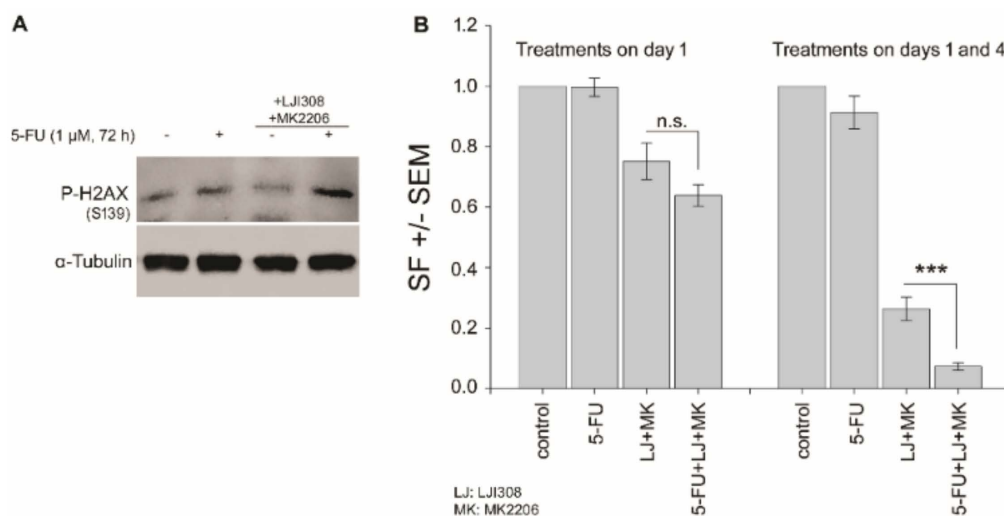 A
+LJI308
+MK2206
5-FU (1 µM, 72 h) - + - +
P-H2AX
(S139)
α-Tubulin
B
SF +/- SEM
1.2
1.0
0.8
0.6
0.4
0.2
0.0
Treatments on day 1
Treatments on days 1 and 4
n.s.
***
control
5-FU
LJ+MK
5-FU+LJ+MK
control
5-FU
LJ+MK
5-FU+LJ+MK
LJ: LJI308
MK: MK2206